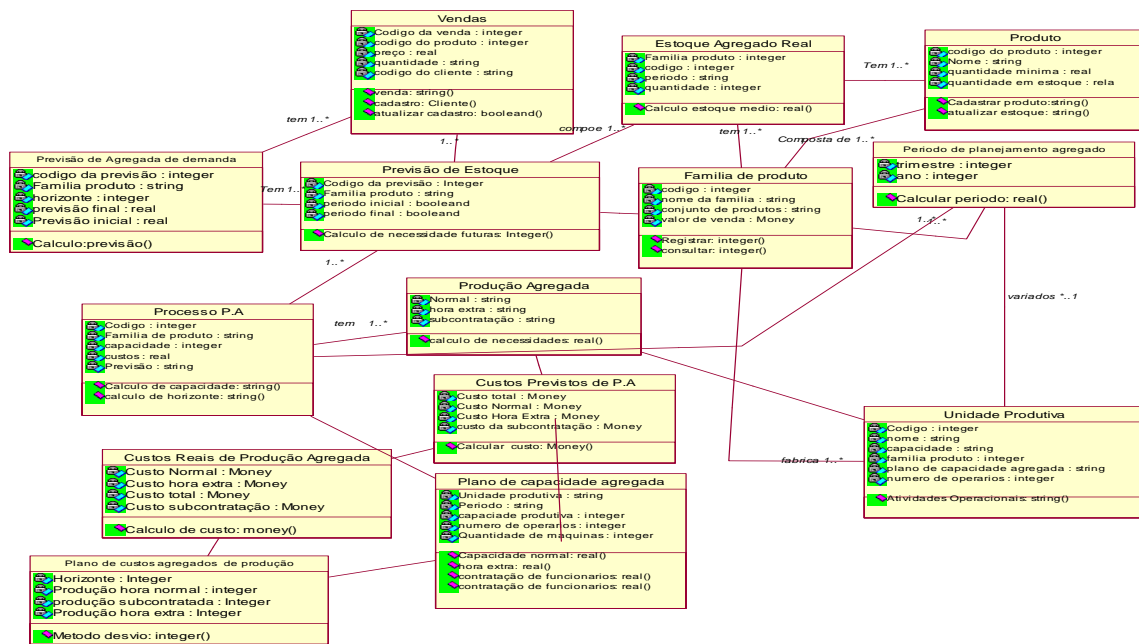 Vendas
Codigo da venda : integer
codigo do produto : integer
preço : real
quantidade : string
codigo do cliente : string
venda: string()
cadastro: Cliente()
atualizar cadastro: booleand()
Estoque Agregado Real
Familia produto : integer
codigo : integer
periodo : string
quantidade : integer
Calculo estoque medio: real()
Produto
codigo do produto : integer
Nome : string
quantidade minima : real
quantidade em estoque : rela
Cadastrar produto:string()
atualizar estoque: string()
Tem 1..*
tem 1..*
1..*
compoe 1..*
tem 1..*
Composta de 1..*
Previsão de Agregada de demanda
codigo da previsão : integer
Familia produto : string
horizonte : integer
previsão final : real
Previsão inicial : real
Calculo:previsão()
Tem 1..*
Previsão de Estoque
Codigo da previsão : Integer
Familia produto : string
periodo inicial : booleand
periodo final : booleand
Calculo de necessidade futuras: Integer()
Familia de produto
codigo : integer
nome da familia : string
conjunto de produtos : string
valor de venda : Money
Registrar: integer()
consultar: integer()
Periodo de planejamento agregado
trimestre : integer
ano : integer
Calcular periodo: real()
1..*
1..*
1..*
variados *..1
Processo P.A
Codigo : integer
Familia de produto : string
capacidade : integer
custos : real
Previsão : string
Calculo de capacidade: string()
calculo de horizonte: string()
tem 1..*
Produção Agregada
Normal : string
hora extra : string
subcontratação : string
calculo de necessidades: real()
Custos Previstos de P.A
Custo total : Money
Custo Normal : Money
Custo Hora Extra : Money
custo da subcontratação : Money
Calcular custo: Money()
Unidade Produtiva
Codigo : integer
nome : string
capacidade : string
familia produto : integer
plano de capacidade agregada : string
numero de operarios : integer
Atividades Operacionais: string()
fabrica 1..*
Custos Reais de Produção Agregada
Custo Normal : Money
Custo hora extra : Money
Custo total : Money
Custo subcontratação : Money
Calculo de custo: money()
Plano de capacidade agregada
Unidade produtiva : string
Periodo : string
capaciade produtiva : integer
numero de operarios : integer
Quantidade de maquinas : integer
Capacidade normal: real()
hora extra: real()
contratação de funcionarios: real()
contratação de funcionarios: real()
Plano de custos agregados de produção
Horizonte : Integer
Produção hora normal : integer
produção subcontratada : Integer
Produção hora extra : Integer
Metodo desvio: integer()